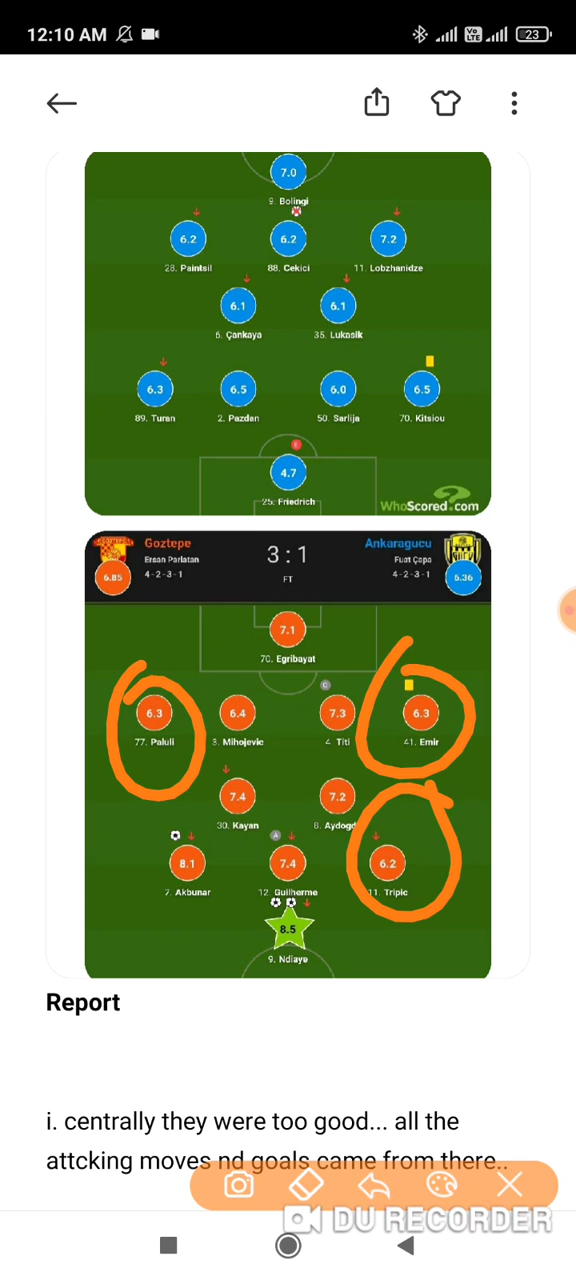 12:10 AM Vo LTE 23
7.0
9. Bolingi
6.2 6.2 7.2
28. Paintsil 88. Cekici 11. Lobzhanidze
6.1 6.1
6. Çankaya 35. Lukasik
6.3 6.5 6.0 6.5
89. Turan 2. Pazdan 50. Sarlija 70. Kitsiou
4.7
25. Friedrich
WhoScored.com
Goztepe 3 : 1 Ankaragucu
Ersan Parlatan Fuat Çapa
6.85 4-2-3-1 FT 4-2-3-1 6.36
7.1
70. Egribayat
C
6.3 6.4 7.3 6.3
77. Paluli 3. Mihojevic 4. Titi 41. Emir
7.4 7.2
30. Kayan 8. Aydogd
A
8.1 7.4 6.2
7. Akbunar 12. Guilherme 11. Tripic
8.5
9. Ndiaye
Report
i. centrally they were too good... all the
attcking moves nd goals came from there..
DU RECORDER